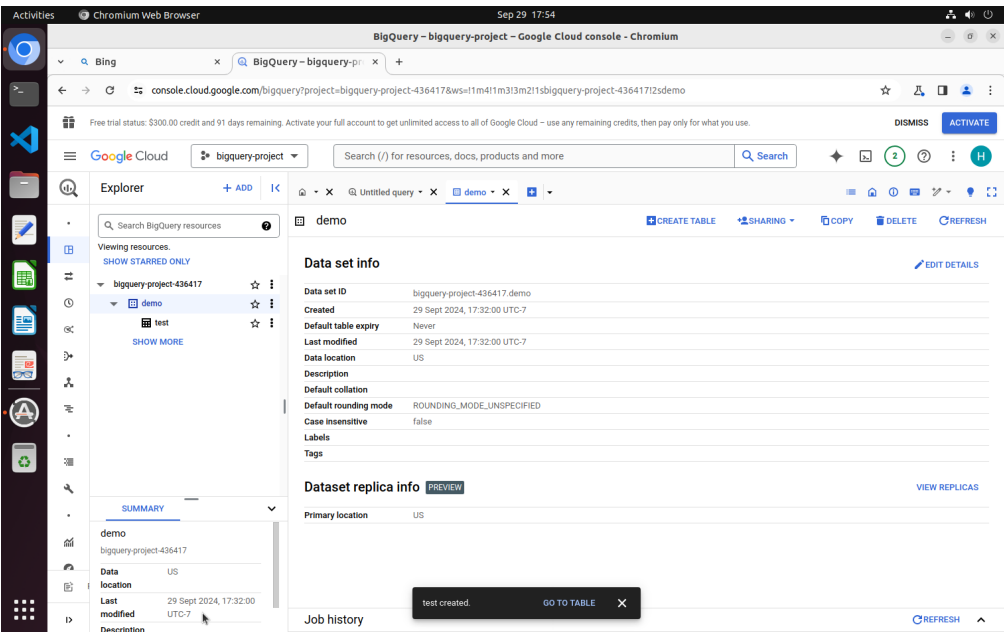 Activities
Chromium Web Browser
Sep 29 17:54
BigQuery – bigquery-project – Google Cloud console - Chromium
Bing
BigQuery – bigquery-pr
console.cloud.google.com/bigquery?project=bigquery-project-436417&ws=!1m4!1m3!3m2!1sbigquery-project-436417!2sdemo
Free trial status: $300.00 credit and 91 days remaining. Activate your full account to get unlimited access to all of Google Cloud – use any remaining credits, then pay only for what you use.
DISMISS
ACTIVATE
Google Cloud
bigquery-project
Search (/) for resources, docs, products and more
Search
2
H
Explorer
+ ADD
Untitled query
demo
Search BigQuery resources
Viewing resources.
SHOW STARRED ONLY
bigquery-project-436417
demo
test
SHOW MORE
demo
CREATE TABLE
SHARING
COPY
DELETE
REFRESH
Data set info
EDIT DETAILS
Data set ID bigquery-project-436417.demo
Created 29 Sept 2024, 17:32:00 UTC-7
Default table expiry Never
Last modified 29 Sept 2024, 17:32:00 UTC-7
Data location US
Description
Default collation
Default rounding mode ROUNDING_MODE_UNSPECIFIED
Case insensitive false
Labels
Tags
Dataset replica info PREVIEW
VIEW REPLICAS
Primary location US
SUMMARY
demo
bigquery-project-436417
Data location US
Last modified 29 Sept 2024, 17:32:00 UTC-7
Description
test created.
GO TO TABLE
Job history
REFRESH